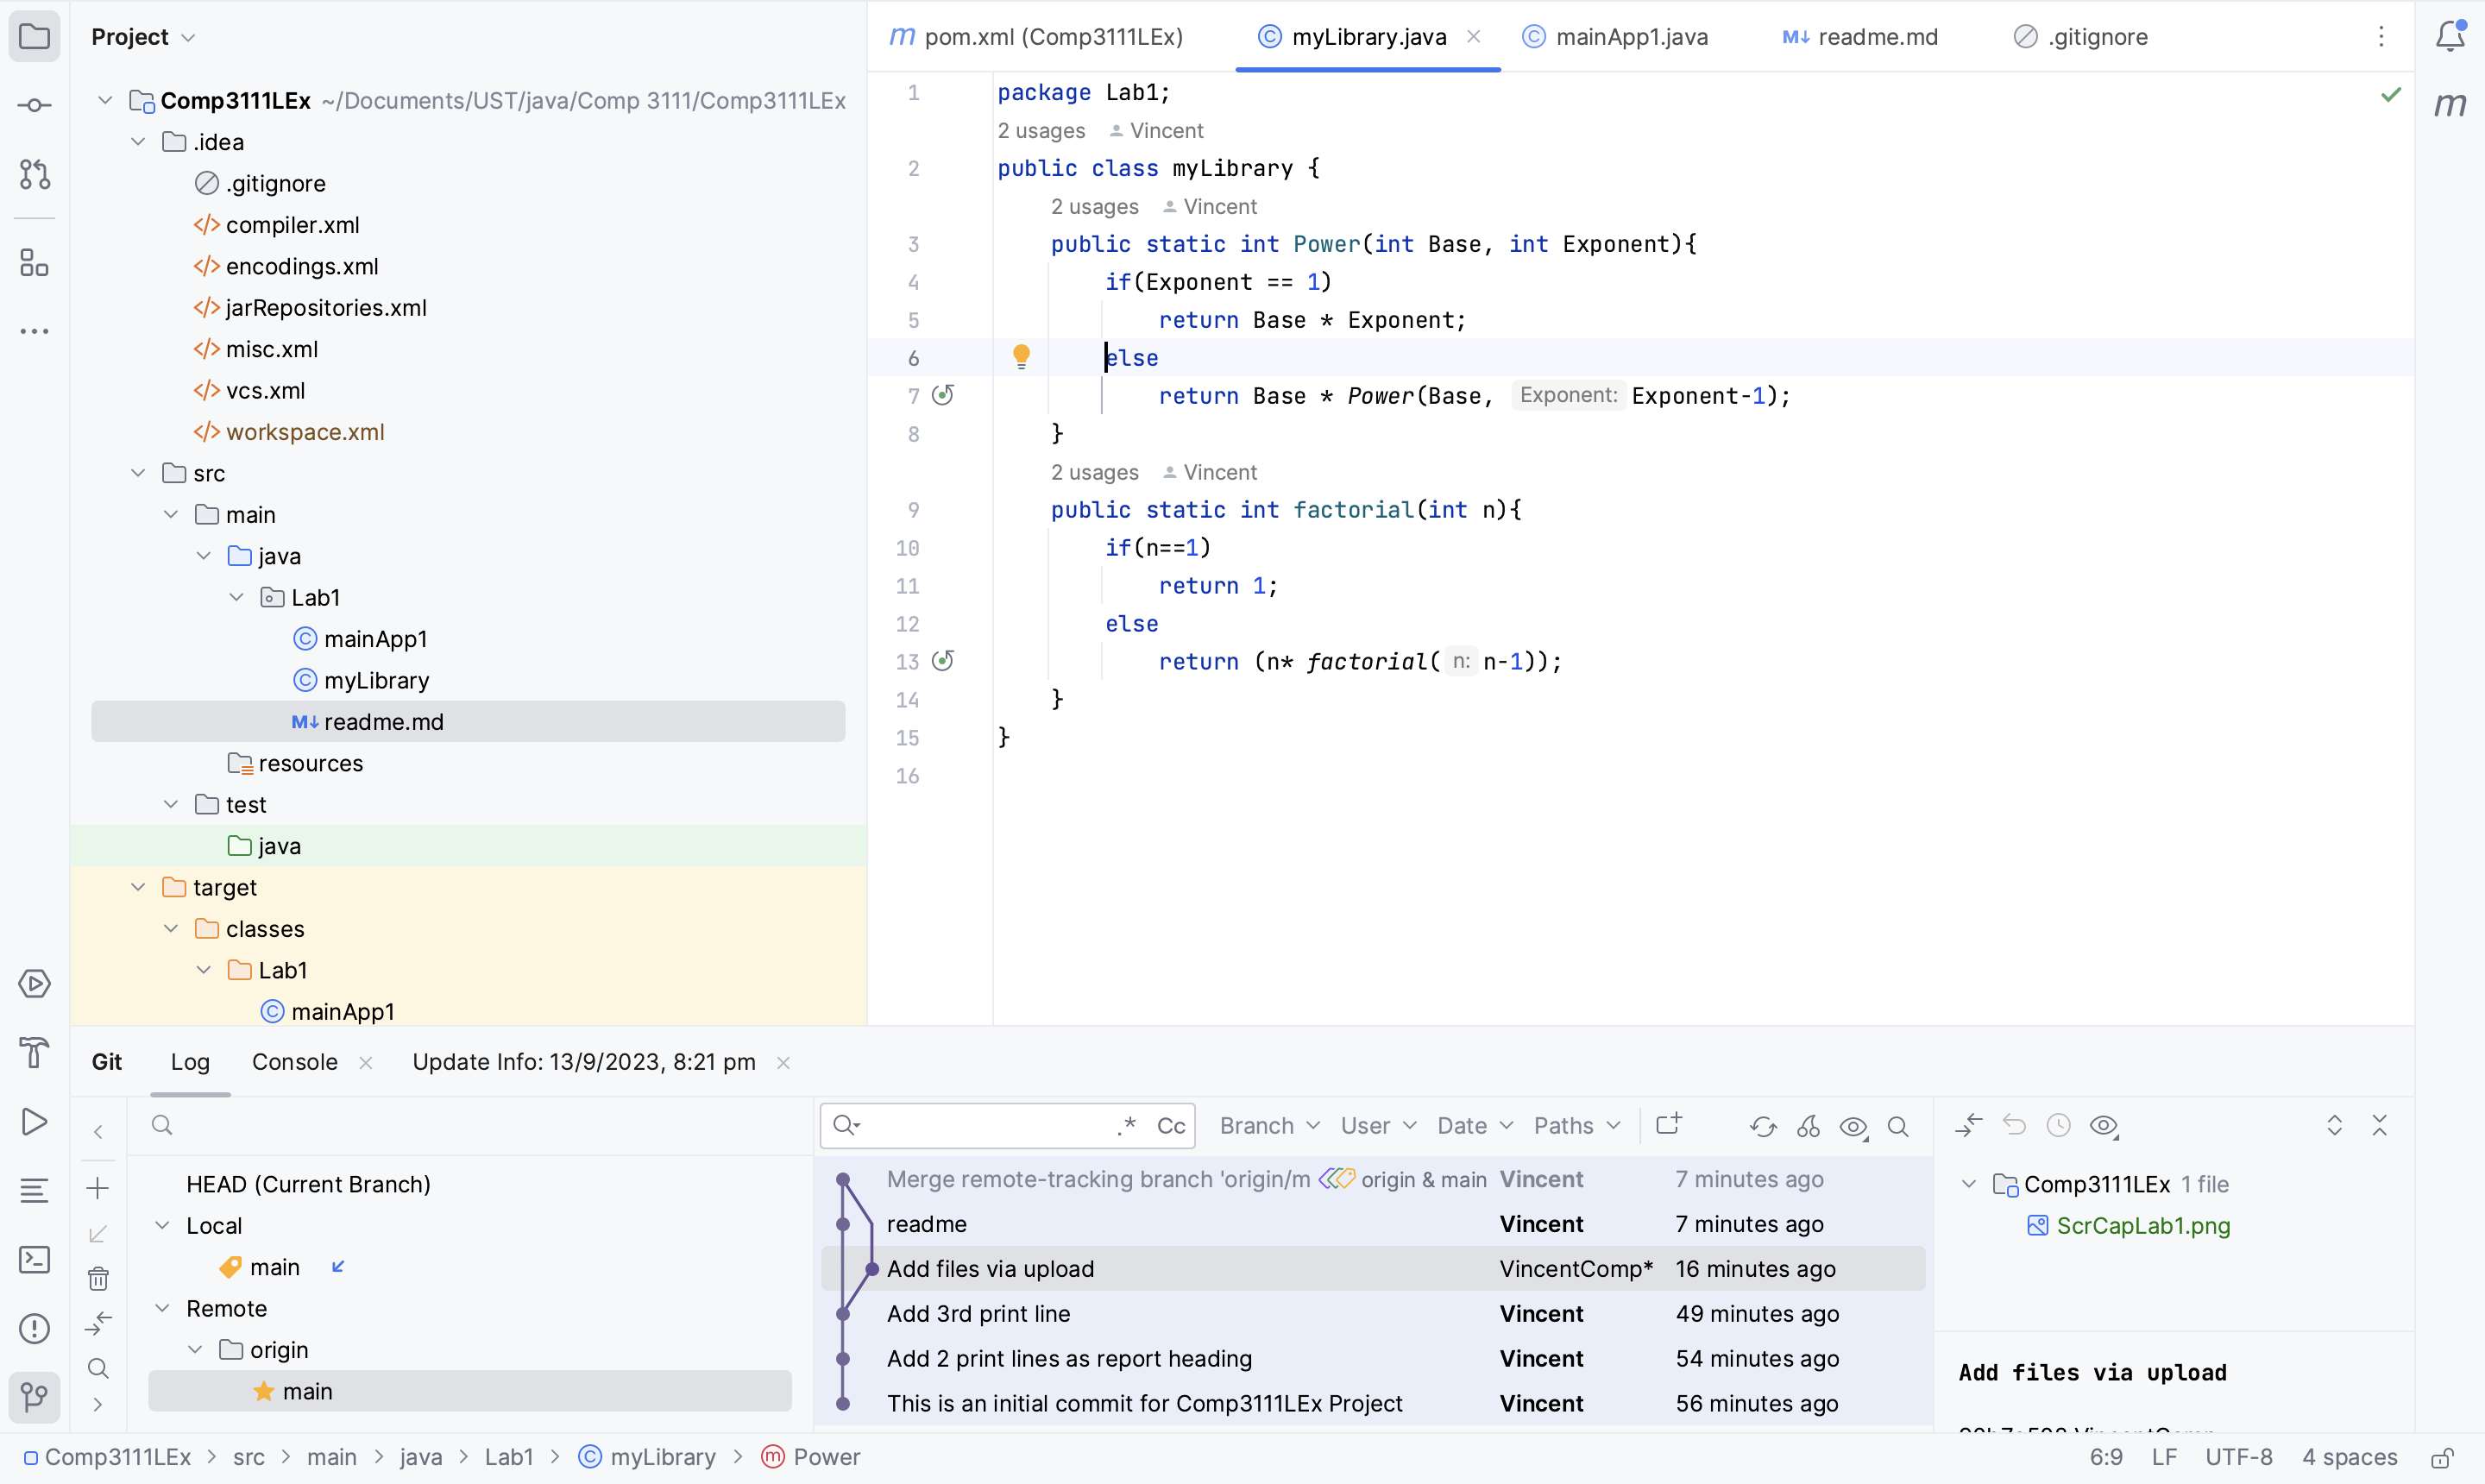 Project
Comp3111LEx ~/Documents/UST/java/Comp 3111/Comp3111LEx
.idea
.gitignore
compiler.xml
encodings.xml
jarRepositories.xml
misc.xml
vcs.xml
workspace.xml
src
main
java
Lab1
mainApp1
myLibrary
readme.md
resources
test
java
target
classes
Lab1
mainApp1
pom.xml (Comp3111LEx) myLibrary.java mainApp1.java readme.md .gitignore
1 package Lab1;
2 usages Vincent
2 public class myLibrary {
2 usages Vincent
3 public static int Power(int Base, int Exponent){
4 if(Exponent == 1)
5 return Base * Exponent;
6 else
7 return Base * Power(Base, Exponent: Exponent-1);
8 }
2 usages Vincent
9 public static int factorial(int n){
10 if(n==1)
11 return 1;
12 else
13 return (n* factorial( n: n-1));
14 }
15 }
16
Git Log Console Update Info: 13/9/2023, 8:21 pm
HEAD (Current Branch)
Local
main
Remote
origin
main
.* Cc Branch User Date Paths
Merge remote-tracking branch 'origin/m origin & main Vincent 7 minutes ago
readme Vincent 7 minutes ago
Add files via upload VincentComp* 16 minutes ago
Add 3rd print line Vincent 49 minutes ago
Add 2 print lines as report heading Vincent 54 minutes ago
This is an initial commit for Comp3111LEx Project Vincent 56 minutes ago
Comp3111LEx 1 file
ScrCapLab1.png
Add files via upload
Comp3111LEx > src > main > java > Lab1 > myLibrary > Power
6:9 LF UTF-8 4 spaces